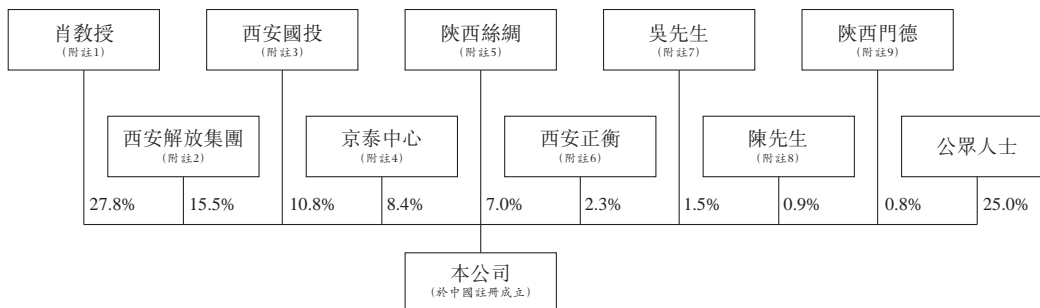 肖教授
(附註1)
西安國投
(附註3)
陝西絲綢
(附註5)
吳先生
(附註7)
陝西門德
(附註9)
西安解放集團
(附註2)
京泰中心
(附註4)
西安正衡
(附註6)
陳先生
(附註8)
公眾人士
27.8%
15.5%
10.8%
8.4%
7.0%
2.3%
1.5%
0.9%
0.8%
25.0%
本公司
(於中國註冊成立)